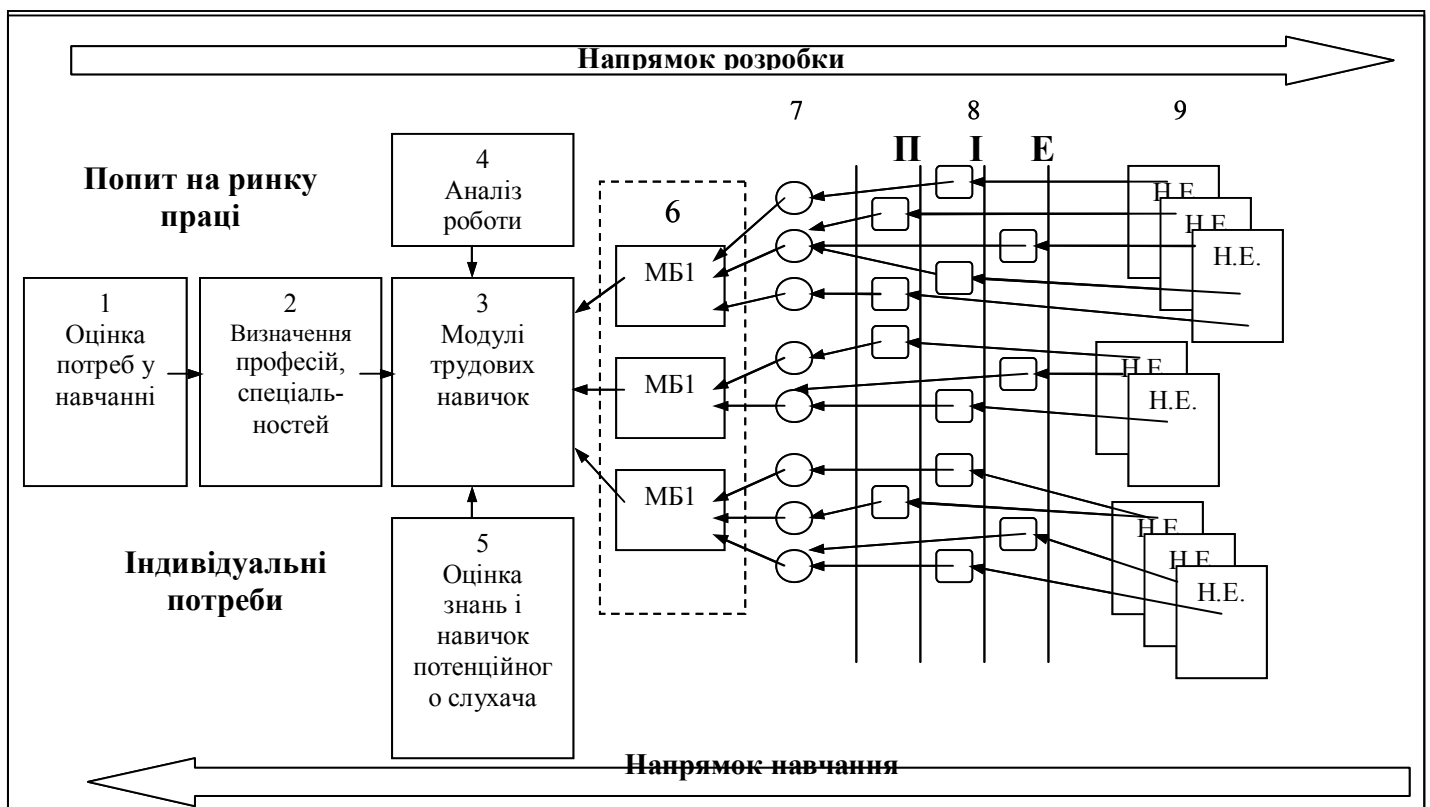 Напрямок розробки
7
8
9
П І Е
Попит на ринку
праці
4
Аналіз
роботи
6
1
Оцінка
потреб у
навчанні
2
Визначення
професій,
спеціаль-
ностей
3
Модулі
трудових
навичок
МБ1
МБ1
МБ1
Н.Е.
Н.Е.
Н.Е.
Н.Е.
Н.Е.
Н.Е.
Н.Е.
Н.Е.
Індивідуальні
потреби
5
Оцінка
знань і
навичок
потенційног
о слухача
Напрямок навчання